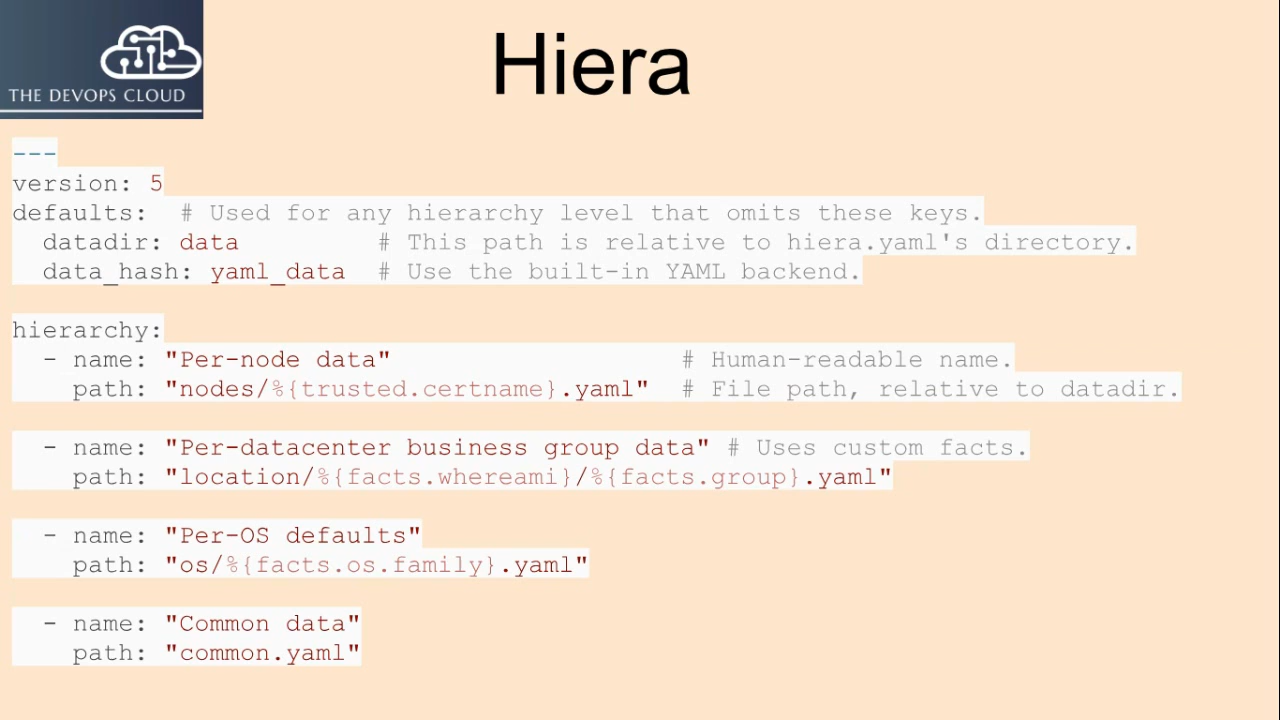 THE DEVOPS CLOUD
Hiera
---
version: 5
defaults:  # Used for any hierarchy level that omits these keys.
  datadir: data         # This path is relative to hiera.yaml's directory.
  data_hash: yaml_data  # Use the built-in YAML backend.
hierarchy:
  - name: "Per-node data"                   # Human-readable name.
    path: "nodes/%{trusted.certname}.yaml"  # File path, relative to datadir.
  - name: "Per-datacenter business group data" # Uses custom facts.
    path: "location/%{facts.whereami}/%{facts.group}.yaml"
  - name: "Per-OS defaults"
    path: "os/%{facts.os.family}.yaml"
  - name: "Common data"
    path: "common.yaml"